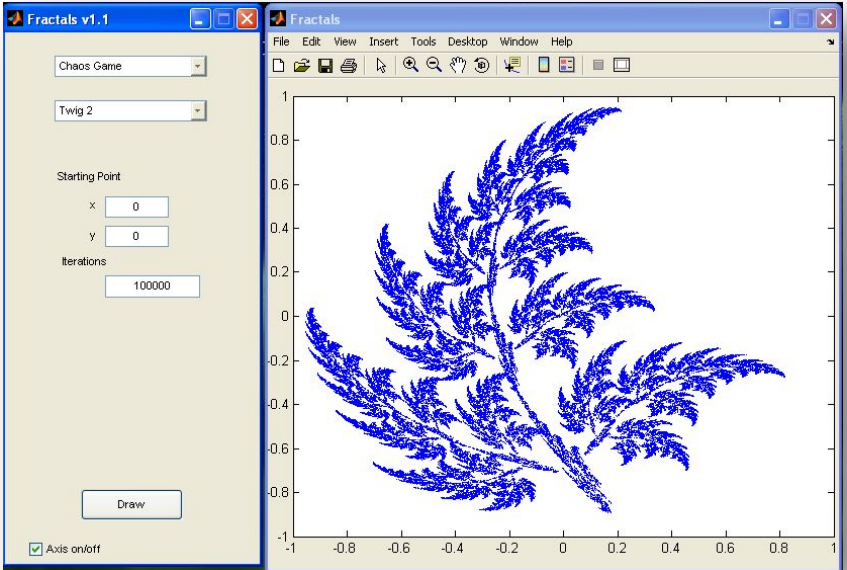 Fractals v1.1
Chaos Game
Twig 2
Starting Point
x 0
y 0
Iterations
100000
Draw
Axis on/off
Fractals
File Edit View Insert Tools Desktop Window Help
1
0.8
0.6
0.4
0.2
0
-0.2
-0.4
-0.6
-0.8
-1
-1 -0.8 -0.6 -0.4 -0.2 0 0.2 0.4 0.6 0.8 1